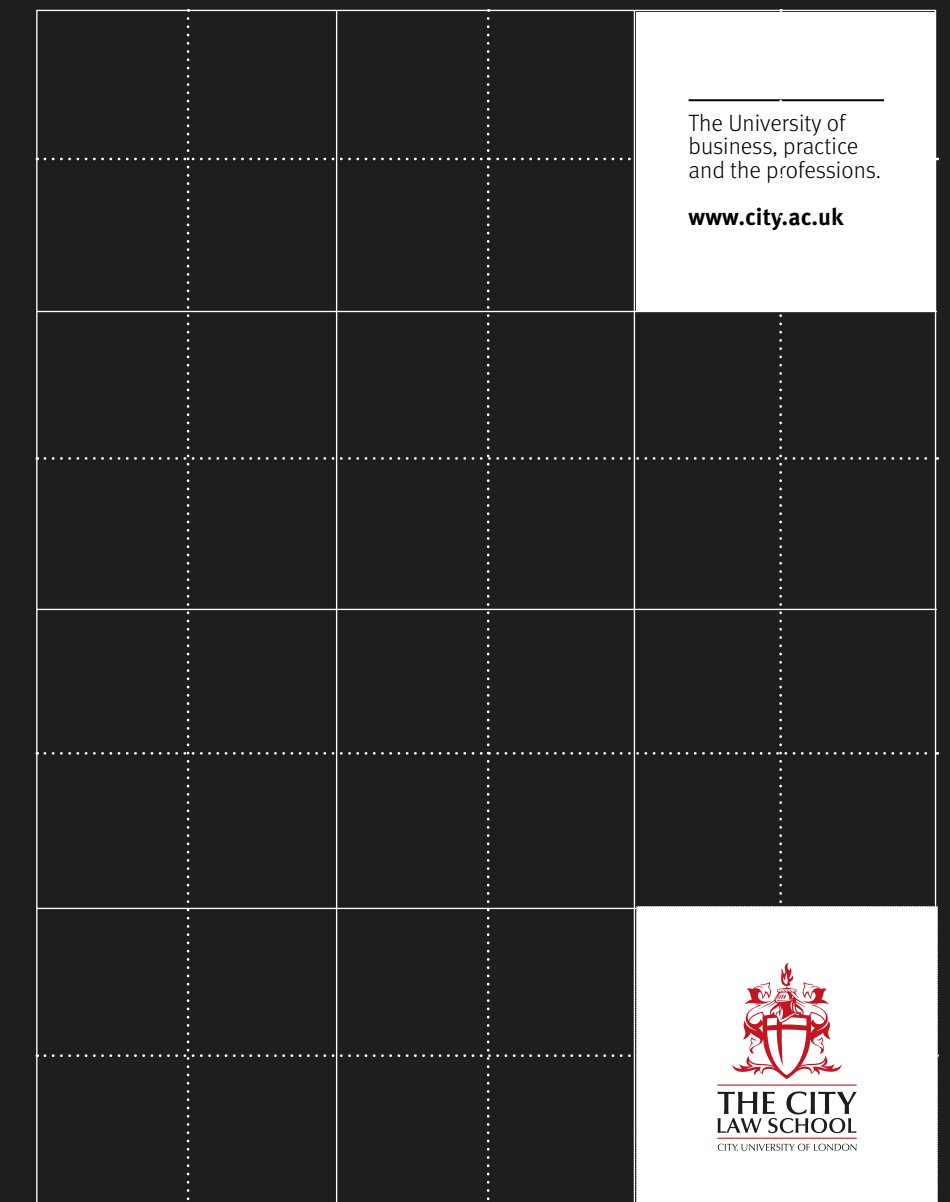 The University of
business, practice
and the professions.
www.city.ac.uk
THE CITY
LAW SCHOOL
CITY, UNIVERSITY OF LONDON